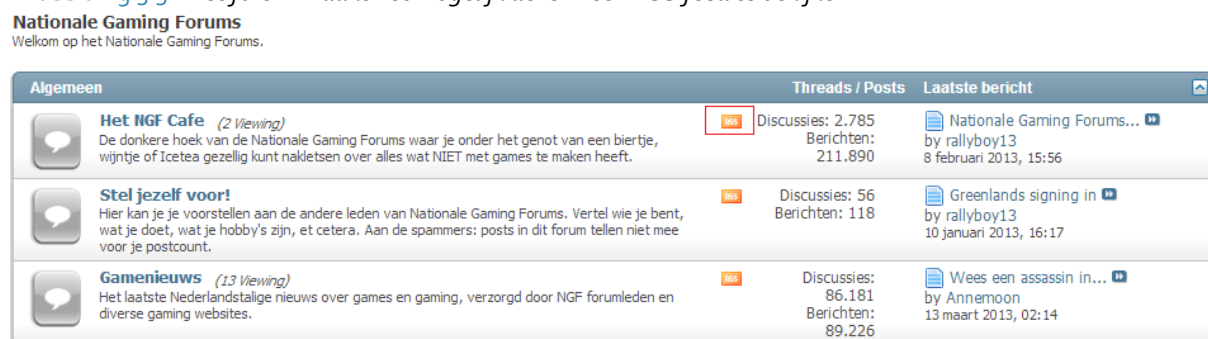 Nationale Gaming Forums
Welkom op het Nationale Gaming Forums.
Algemeen Threads / Posts Laatste bericht
Het NGF Cafe (2 Viewing)
De donkere hoek van de Nationale Gaming Forums waar je onder het genot van een biertje,
wijntje of Icetea gezellig kunt nakletsen over alles wat NIET met games te maken heeft.
RSS
Discussies: 2.785
Berichten:
211.890
Nationale Gaming Forums...
by rallyboy13
8 februari 2013, 15:56
Stel jezelf voor!
Hier kan je je voorstellen aan de andere leden van Nationale Gaming Forums. Vertel wie je bent,
wat je doet, wat je hobby's zijn, et cetera. Aan de spammers: posts in dit forum tellen niet mee
voor je postcount.
RSS
Discussies: 56
Berichten: 118
Greenlands signing in
by rallyboy13
10 januari 2013, 16:17
Gamenieuws (13 Viewing)
Het laatste Nederlandstalige nieuws over games en gaming, verzorgd door NGF forumleden en
diverse gaming websites.
RSS
Discussies:
86.181
Berichten:
89.226
Wees een assassin in...
by Annemoon
13 maart 2013, 02:14